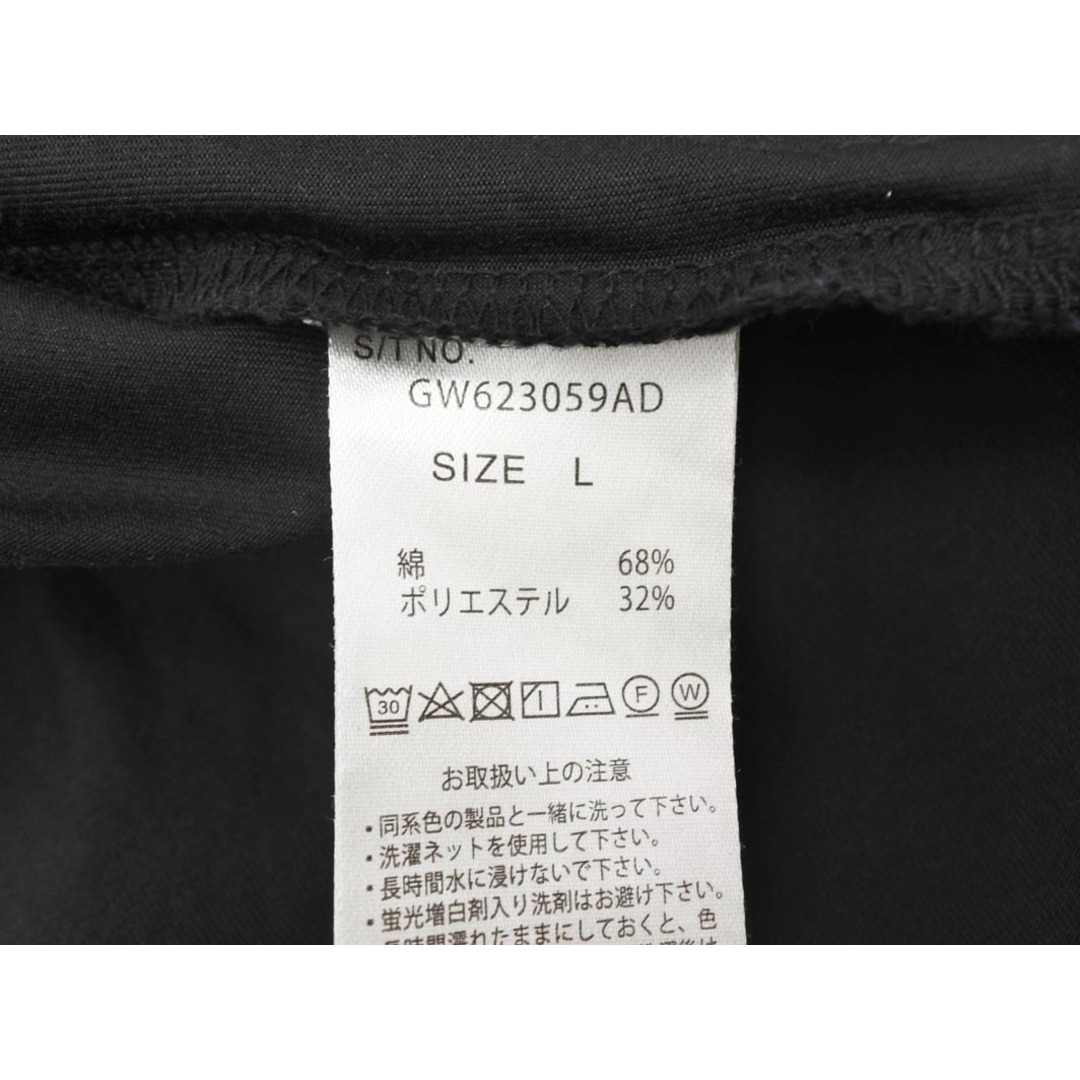 S/T NO.
GW623059AD
SIZE L
綿 68%
ポリエステル 32%
30 F W
お取扱い上の注意
・同系色の製品と一緒に洗って下さい。
・洗濯ネットを使用して下さい。
・長時間水に浸けないで下さい。
・蛍光増白剤入り洗剤はお避け下さい。
長時間濡れたままにしておくと、色